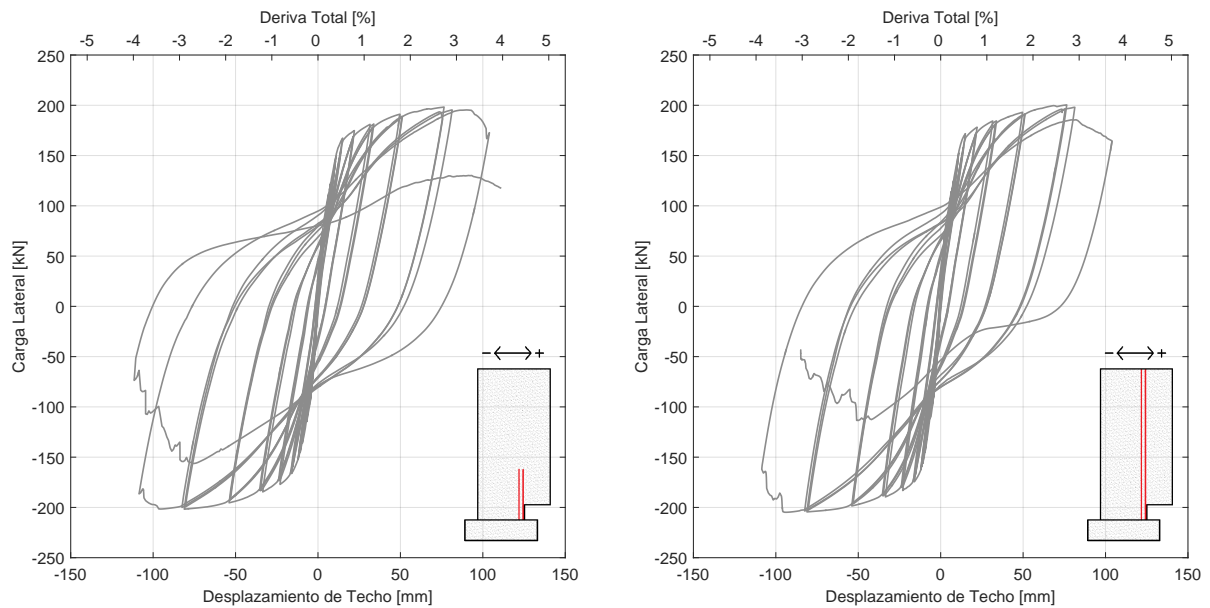 Deriva Total [%]
-5 -4 -3 -2 -1 0 1 2 3 4 5
250
200
150
100
50
0
-50
-100
-150
-200
-250
Carga Lateral [kN]
- +
-150 -100 -50 0 50 100 150
Desplazamiento de Techo [mm]
Deriva Total [%]
-5 -4 -3 -2 -1 0 1 2 3 4 5
250
200
150
100
50
0
-50
-100
-150
-200
-250
Carga Lateral [kN]
- +
-150 -100 -50 0 50 100 150
Desplazamiento de Techo [mm]